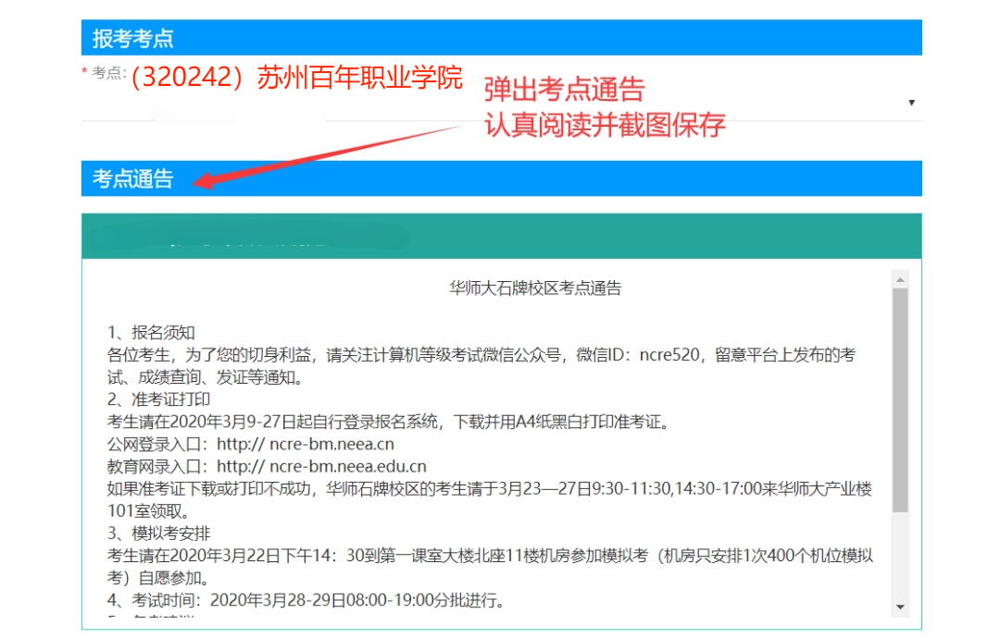 报考考点
* 考点: (320242) 苏州百年职业学院
弹出考点通告
认真阅读并截图保存
考点通告
华师大石牌校区考点通告
1、报名须知
各位考生，为了您的切身利益，请关注计算机等级考试微信公众号，微信ID：ncre520，留意平台上发布的考
试、成绩查询、发证等通知。
2、准考证打印
考生请在2020年3月9-27日起自行登录报名系统，下载并用A4纸黑白打印准考证。
公网登录入口：http:// ncre-bm.neea.cn
教育网录入口：http:// ncre-bm.neea.edu.cn
如果准考证下载或打印不成功，华师石牌校区的考生请于3月23—27日9:30-11:30,14:30-17:00来华师大产业楼
101室领取。
3、模拟考安排
考生请在2020年3月22日下午14：30到第一课室大楼北座11楼机房参加模拟考（机房只安排1次400个机位模拟
考）自愿参加。
4、考试时间：2020年3月28-29日08:00-19:00分批进行。